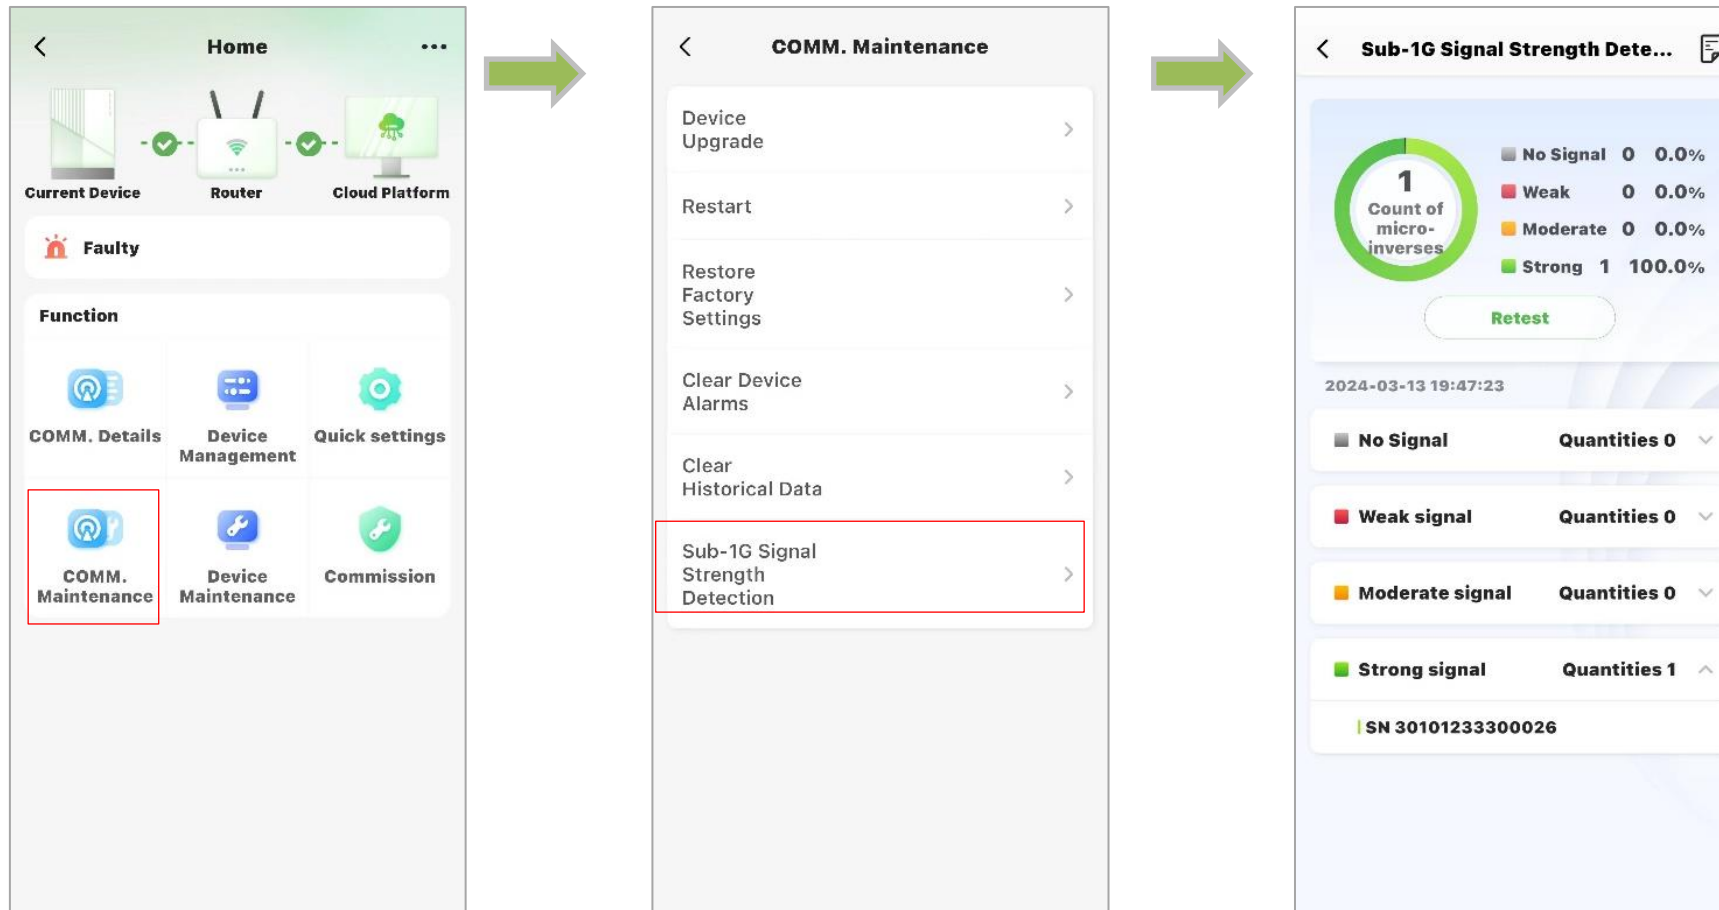 Home
Current Device
Router
Cloud Platform
Faulty
Function
COMM. Details
Device
Management
Quick settings
COMM.
Maintenance
Device
Maintenance
Commission
COMM. Maintenance
Device
Upgrade
Restart
Restore
Factory
Settings
Clear Device
Alarms
Clear
Historical Data
Sub-1G Signal
Strength
Detection
Sub-1G Signal Strength Dete...
1
Count of
micro-
inverses
No Signal 0 0.0%
Weak 0 0.0%
Moderate 0 0.0%
Strong 1 100.0%
Retest
2024-03-13 19:47:23
No Signal Quantities 0
Weak signal Quantities 0
Moderate signal Quantities 0
Strong signal Quantities 1
SN 30101233300026